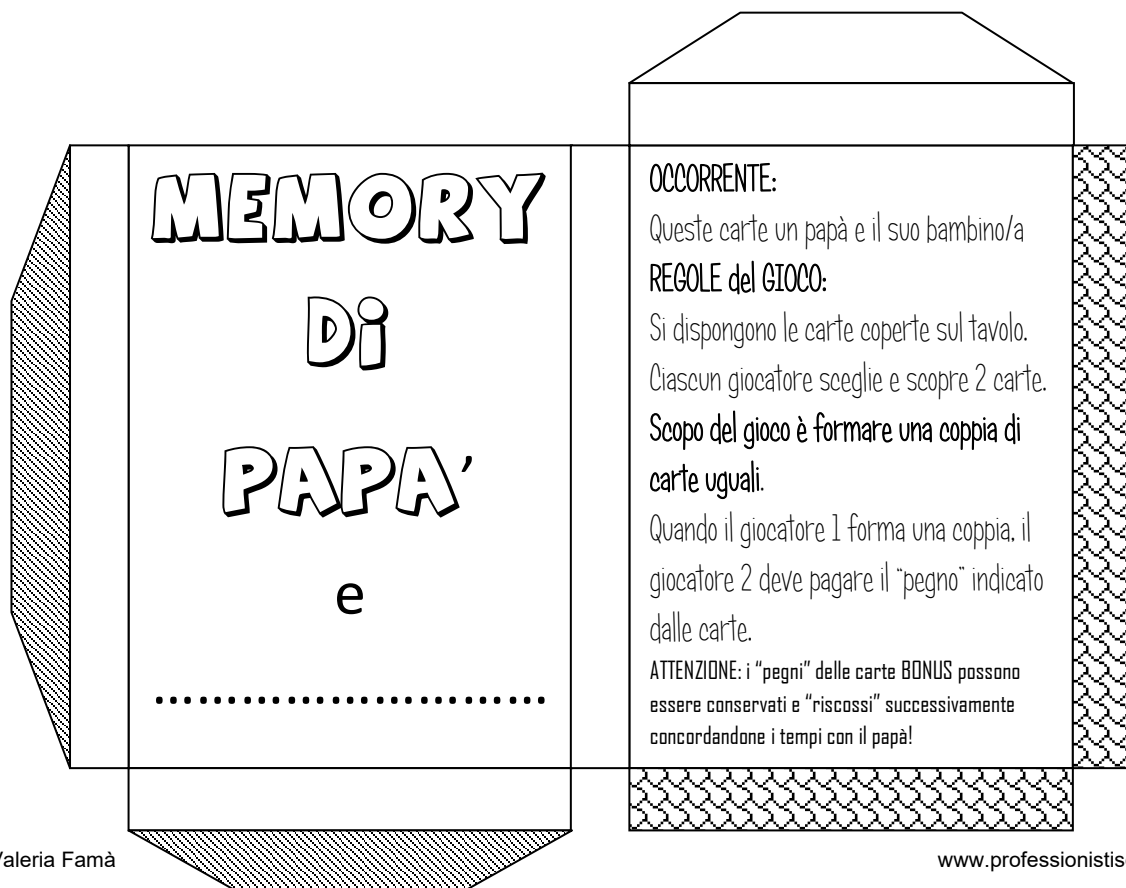 MEMORY
Di
PAPA'
e
..........................
OCCORRENTE:
Queste carte un papà e il suo bambino/a
REGOLE del GIOCO:
Si dispongono le carte coperte sul tavolo.
Ciascun giocatore sceglie e scopre 2 carte.
Scopo del gioco è formare una coppia di
carte uguali.
Quando il giocatore 1 forma una coppia, il
giocatore 2 deve pagare il "pegno" indicato
dalle carte.
ATTENZIONE: i “pegni” delle carte BONUS possono
essere conservati e “riscossi” successivamente
concordandone i tempi con il papà!
Valeria Famà
www.professionistis